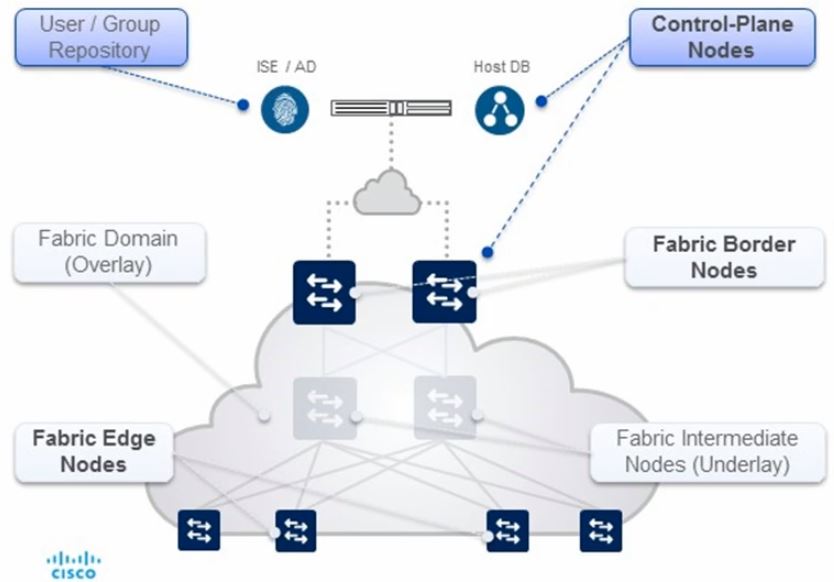 User / Group
Repository
Control-Plane
Nodes
ISE / AD
Host DB
Fabric Domain
(Overlay)
Fabric Border
Nodes
Fabric Edge
Nodes
Fabric Intermediate
Nodes (Underlay)
CISCO